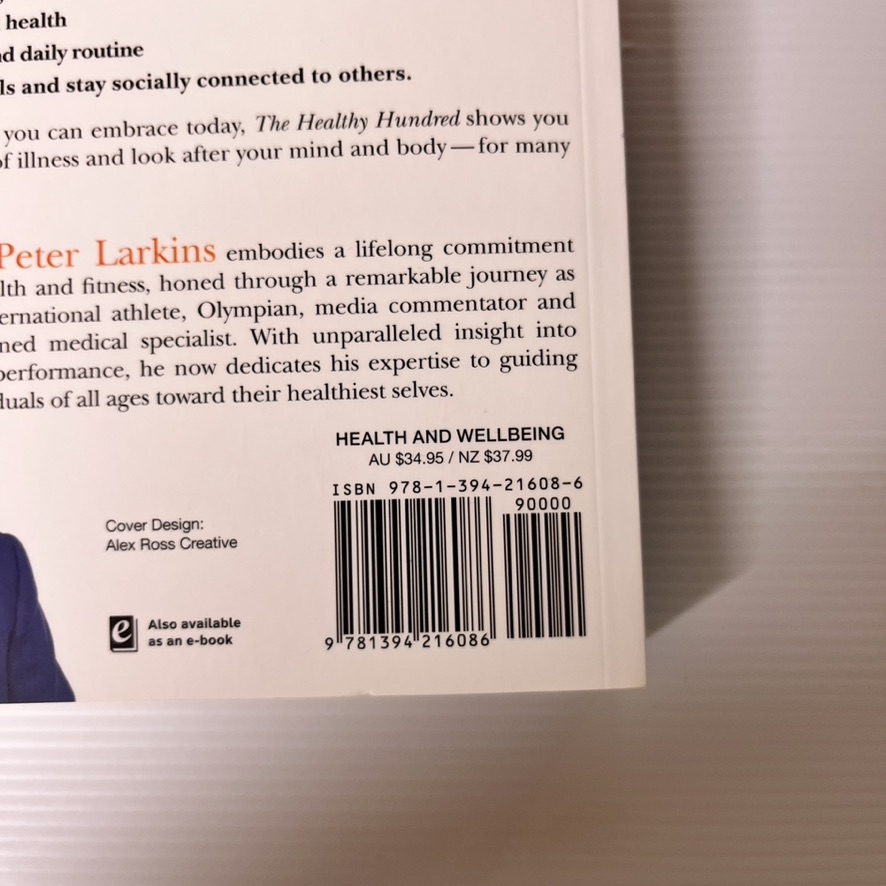 health
daily routine
and stay socially connected to others.
you can embrace today, The Healthy Hundred shows you
of illness and look after your mind and body — for many
Peter Larkins embodies a lifelong commitment
and fitness, honed through a remarkable journey as
athlete, Olympian, media commentator and
medical specialist. With unparalleled insight into
performance, he now dedicates his expertise to guiding
of all ages toward their healthiest selves.
HEALTH AND WELLBEING
AU $34.95 / NZ $37.99
ISBN 978-1-394-21608-6
90000
9 781394 216086
Cover Design:
Alex Ross Creative
e
Also available
as an e-book